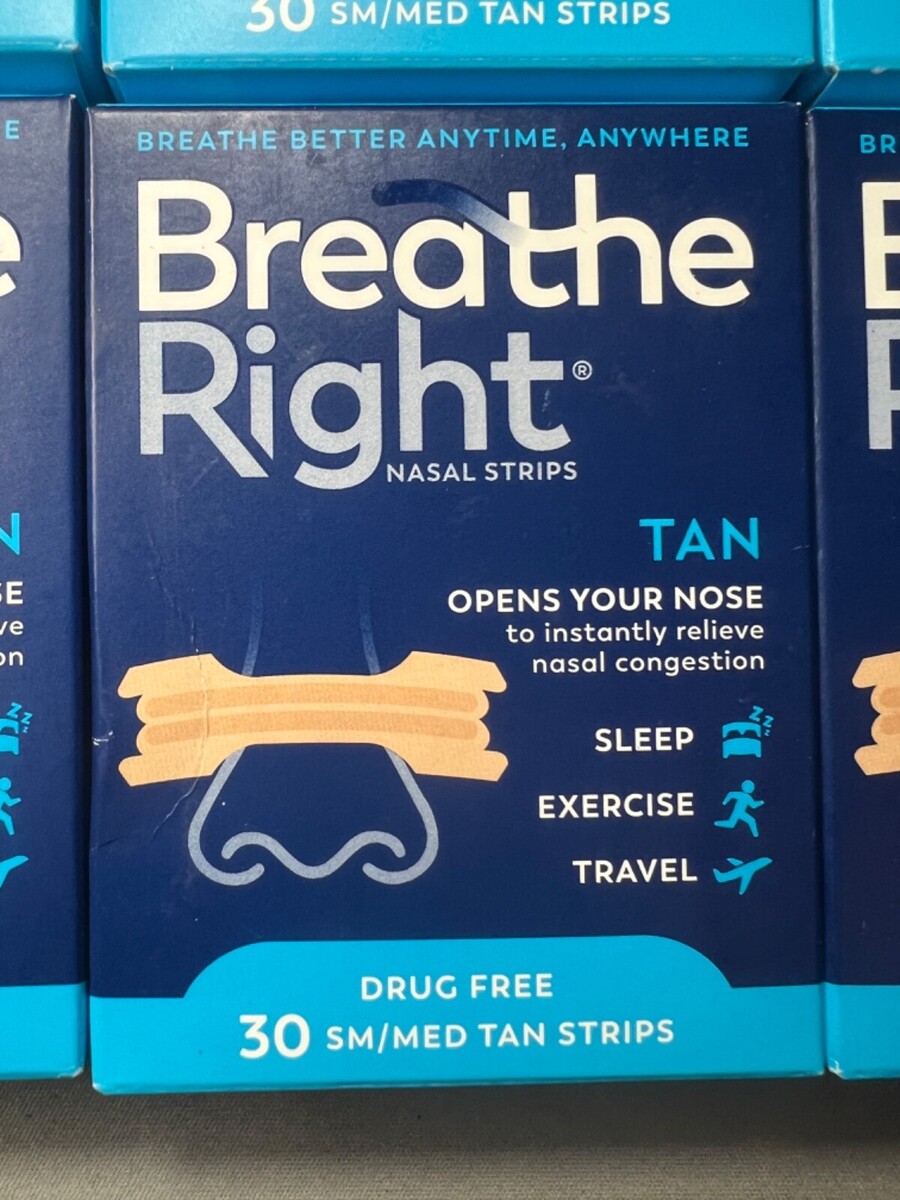 30 SM/MED TAN STRIPS
BREATHE BETTER ANYTIME, ANYWHERE
Breathe
Right®
NASAL STRIPS
TAN
OPENS YOUR NOSE
to instantly relieve
nasal congestion
SLEEP
EXERCISE
TRAVEL
DRUG FREE
30 SM/MED TAN STRIPS